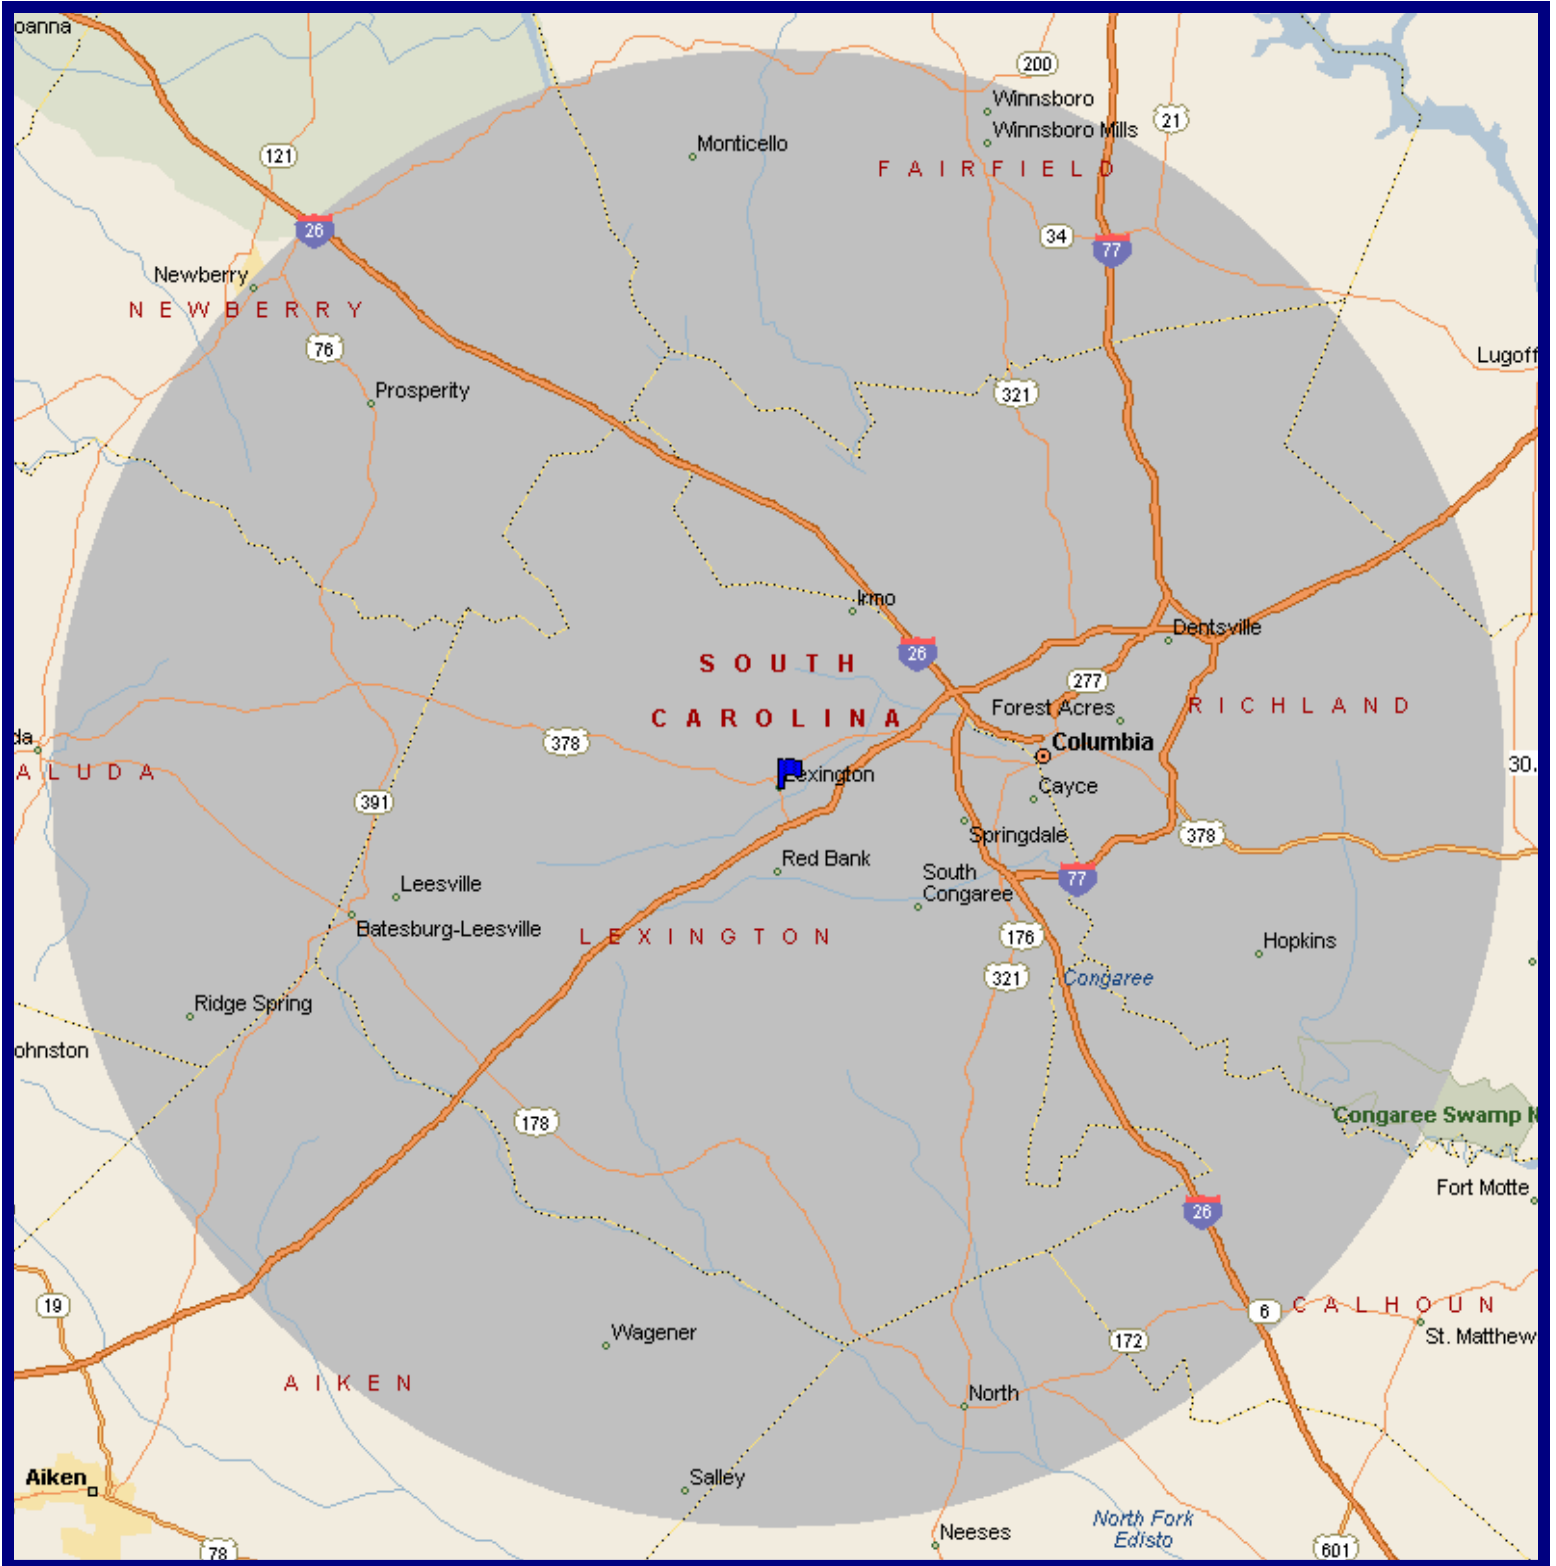 oanna
200
Winnsboro
21
Winnsboro Mills
Monticello
121
FAIRFIELD
26
34
77
Newberry
NEWBERRY
76
Lugoff
Prosperity
321
Irmo
Dentsville
26
SOUTH
277
RICHLAND
Forest Acres
CAROLINA
da
378
Columbia
30.
ALUDA
Lexington
Cayce
391
Springdale
378
Red Bank
South
Congaree
77
Leesville
Batesburg-Leesville
LEXINGTON
176
Hopkins
321
Congaree
Ridge Spring
ohnston
Congaree Swamp N
178
Fort Motte
26
19
6
CALHOUN
Wagener
172
St. Matthew
AIKEN
North
Aiken
Salley
North Fork
Edisto
Neeses
78
601